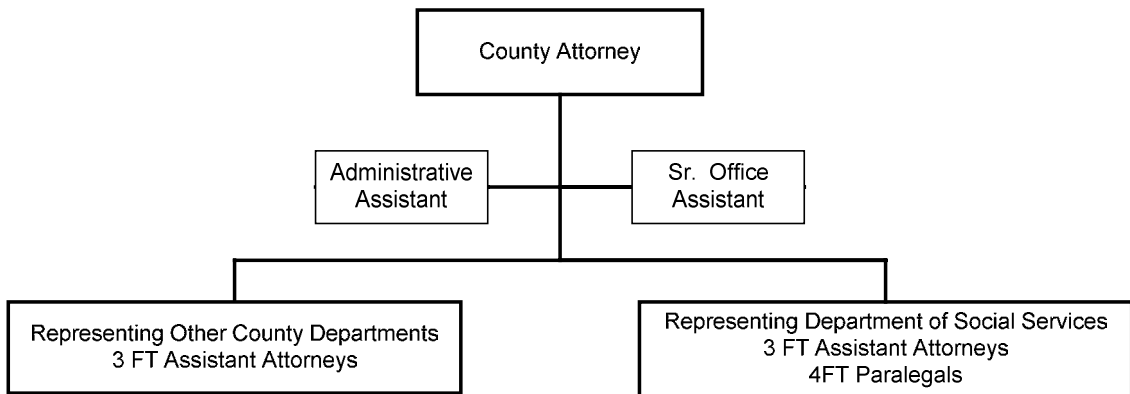 County Attorney
Administrative
Assistant
Sr. Office
Assistant
Representing Other County Departments
3 FT Assistant Attorneys
Representing Department of Social Services
3 FT Assistant Attorneys
4FT Paralegals